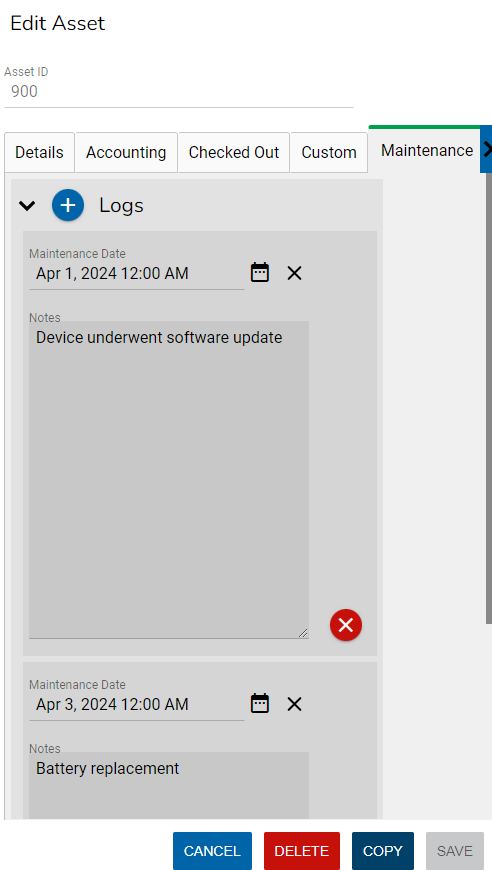 Edit Asset
Asset ID
900
Details Accounting Checked Out Custom Maintenance
Logs
Maintenance Date
Apr 1, 2024 12:00 AM
Notes
Device underwent software update
Maintenance Date
Apr 3, 2024 12:00 AM
Notes
Battery replacement
CANCEL DELETE COPY SAVE